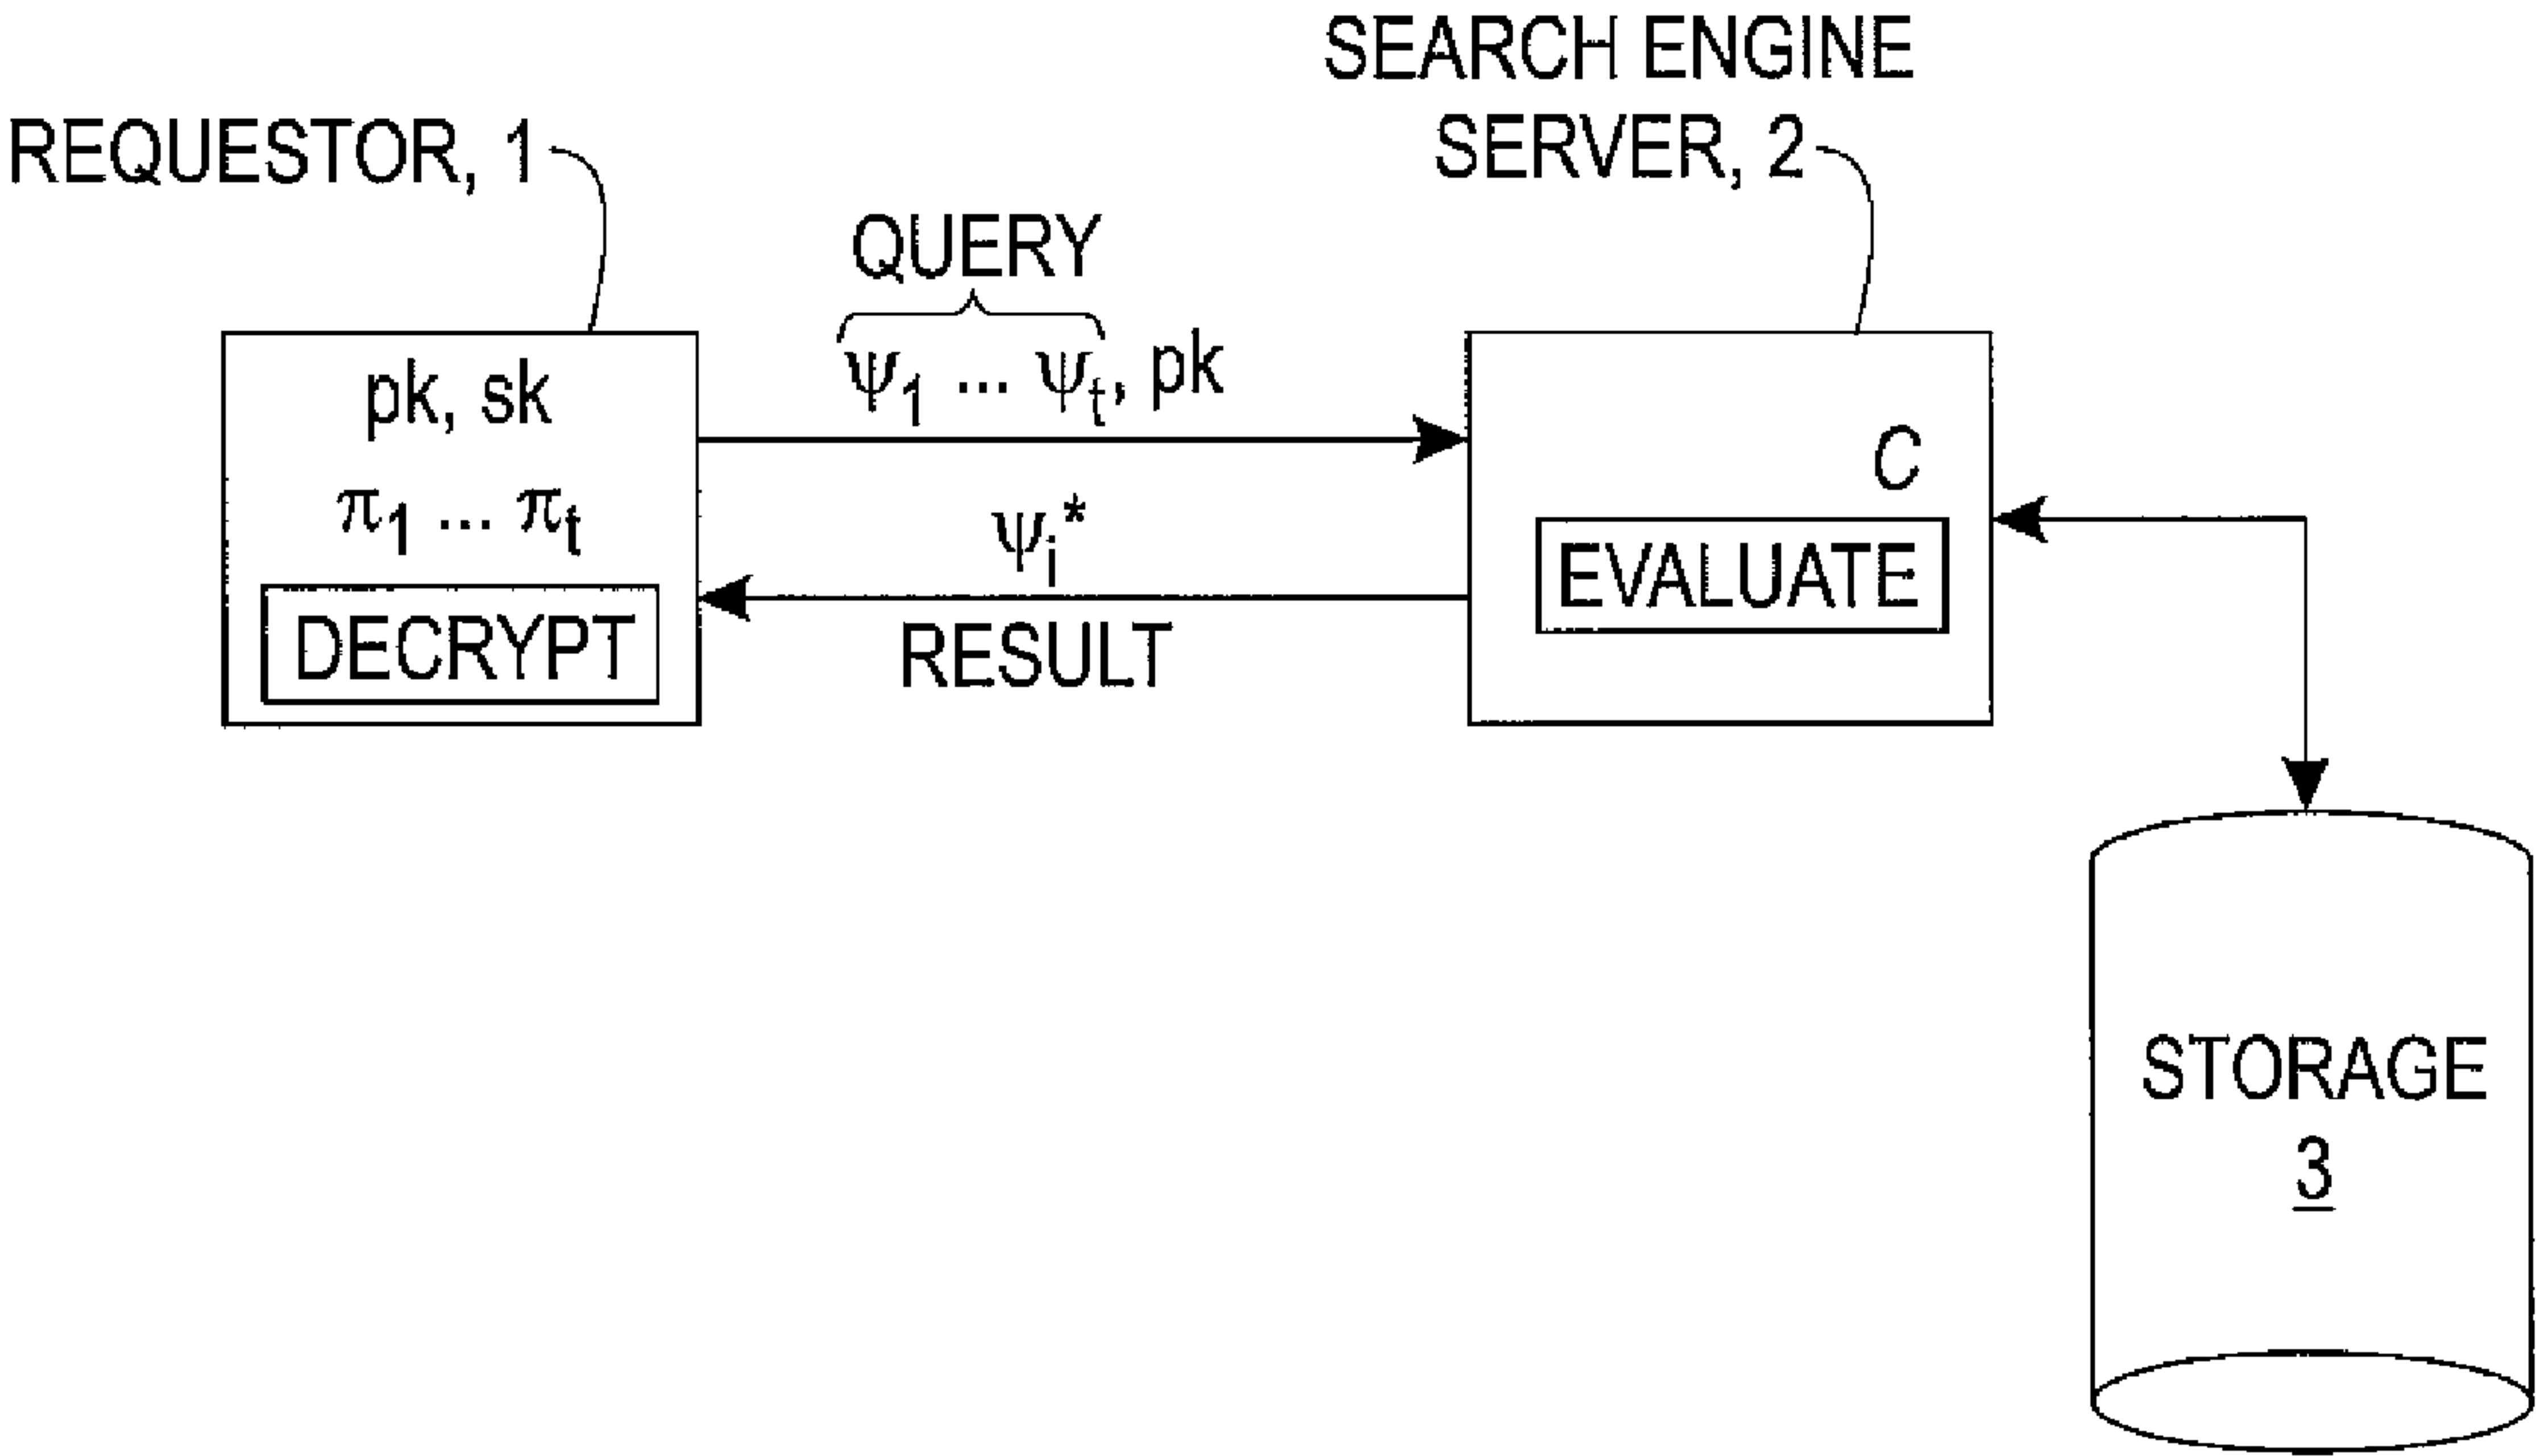 SEARCH ENGINE
SERVER, 2
REQUESTOR, 1
QUERY
ψ1 ... ψt, pk
pk, sk
π1 ... πt
DECRYPT
ψi*
RESULT
C
EVALUATE
STORAGE
3